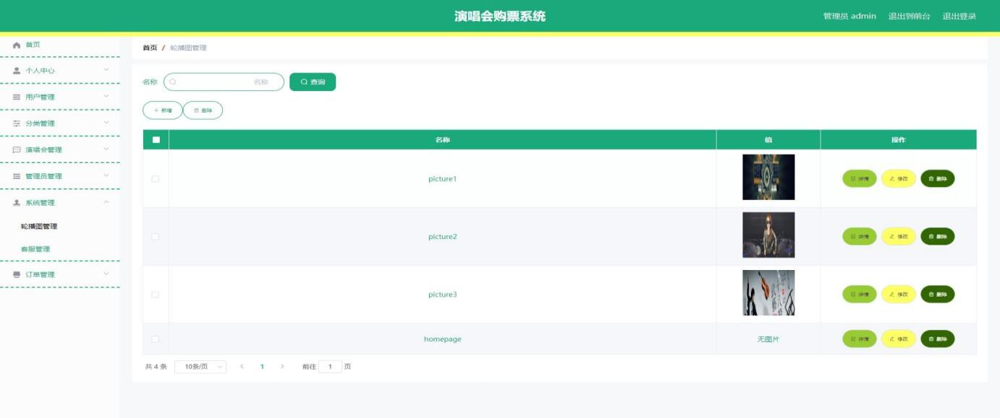 演唱会购票系统
管理员 admin 退出到前台 退出登录
首页
个人中心
用户管理
分类管理
演唱会管理
管理员管理
系统管理
轮播图管理
客服管理
订单管理
首页 / 轮播图管理
名称 名称 查询
+ 新增 删除
名称 值 操作
picture1 详情 修改 删除
picture2 详情 修改 删除
picture3 详情 修改 删除
homepage 无图片 详情 修改 删除
共 4 条 10条/页 < 1 > 前往 1 页